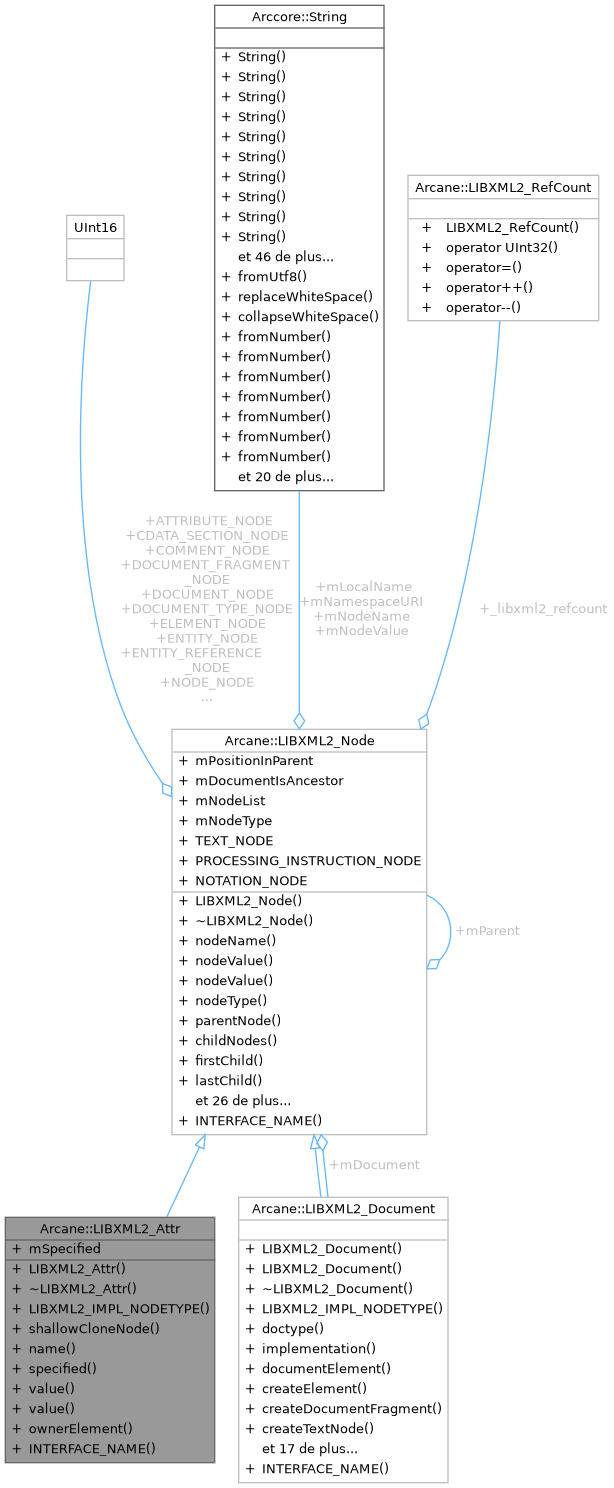 Arccore::String
+ String()
+ String()
+ String()
+ String()
+ String()
+ String()
+ String()
+ String()
+ String()
+ String()
et 46 de plus...
+ fromUtf8()
+ replaceWhiteSpace()
+ collapseWhiteSpace()
+ fromNumber()
+ fromNumber()
+ fromNumber()
+ fromNumber()
+ fromNumber()
+ fromNumber()
+ fromNumber()
et 20 de plus...
Arcane::LIBXML2_RefCount
+ LIBXML2_RefCount()
+ operator UInt32()
+ operator=()
+ operator++()
+ operator--()
UInt16
+ATTRIBUTE_NODE
+CDATA_SECTION_NODE
+COMMENT_NODE
+DOCUMENT_FRAGMENT
_NODE
+DOCUMENT_NODE
+DOCUMENT_TYPE_NODE
+ELEMENT_NODE
+ENTITY_NODE
+ENTITY_REFERENCE
_NODE
+NODE_NODE
...
+mLocalName
+mNamespaceURI
+mNodeName
+mNodeValue
+_libxml2_refcount
Arcane::LIBXML2_Node
+ mPositionInParent
+ mDocumentIsAncestor
+ mNodeList
+ mNodeType
+ TEXT_NODE
+ PROCESSING_INSTRUCTION_NODE
+ NOTATION_NODE
+ LIBXML2_Node()
+ ~LIBXML2_Node()
+ nodeName()
+ nodeValue()
+ nodeValue()
+ nodeType()
+ parentNode()
+ childNodes()
+ firstChild()
+ lastChild()
et 26 de plus...
+ INTERFACE_NAME()
+mParent
+mDocument
Arcane::LIBXML2_Attr
+ mSpecified
+ LIBXML2_Attr()
+ ~LIBXML2_Attr()
+ LIBXML2_IMPL_NODETYPE()
+ shallowCloneNode()
+ name()
+ specified()
+ value()
+ value()
+ ownerElement()
+ INTERFACE_NAME()
Arcane::LIBXML2_Document
+ LIBXML2_Document()
+ LIBXML2_Document()
+ ~LIBXML2_Document()
+ LIBXML2_IMPL_NODETYPE()
+ doctype()
+ implementation()
+ documentElement()
+ createElement()
+ createDocumentFragment()
+ createTextNode()
et 17 de plus...
+ INTERFACE_NAME()